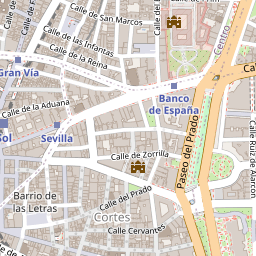 Calle de San Marcos
Calle de las Infantas
Calle de la Reina
Centro
Gran Vía
Calle de la Aduana
Banco
de España
Sol
Sevilla
Calle de Zorrilla
Paseo del Prado
Calle Ruiz de Alarcón
Barrio de
las Letras
Calle del Prado
Cortes
Calle Cervantes